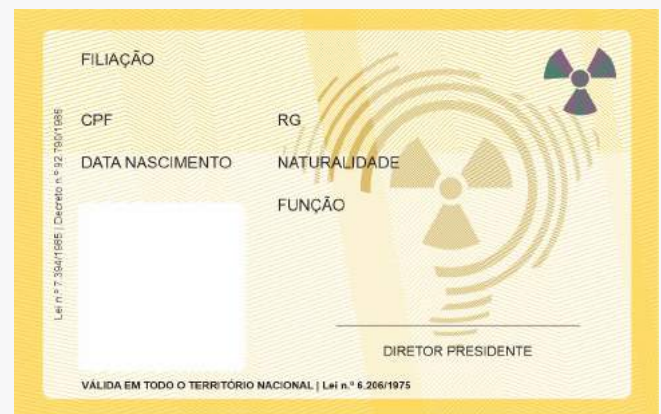 FILIAÇÃO
CPF
RG
DATA NASCIMENTO
NATURALIDADE
FUNÇÃO
Lei n.º 7.394/1985 | Decreto n.º 92.790/1986
DIRETOR PRESIDENTE
VÁLIDA EM TODO O TERRITÓRIO NACIONAL | Lei n.º 6.206/1975